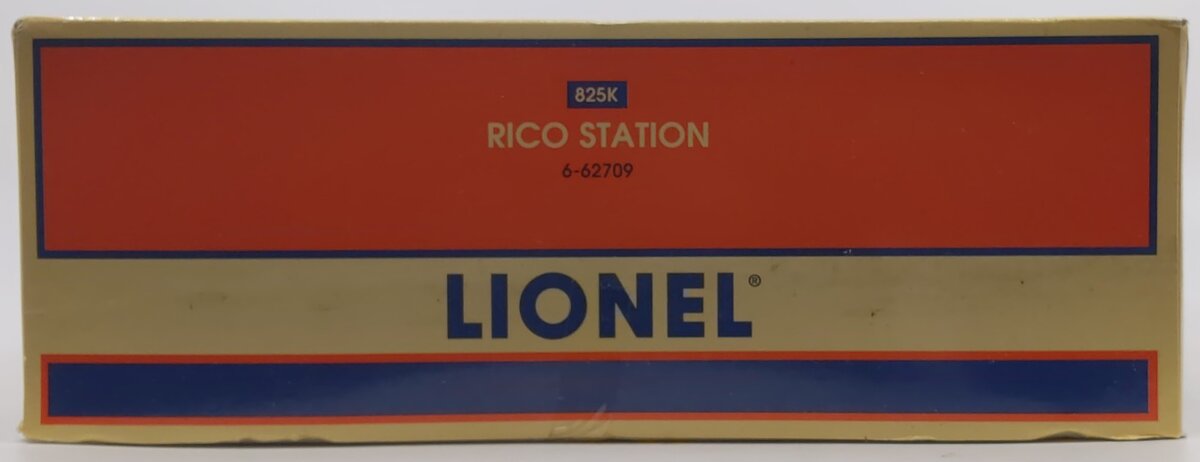 825K
RICO STATION
6-62709
LIONEL®